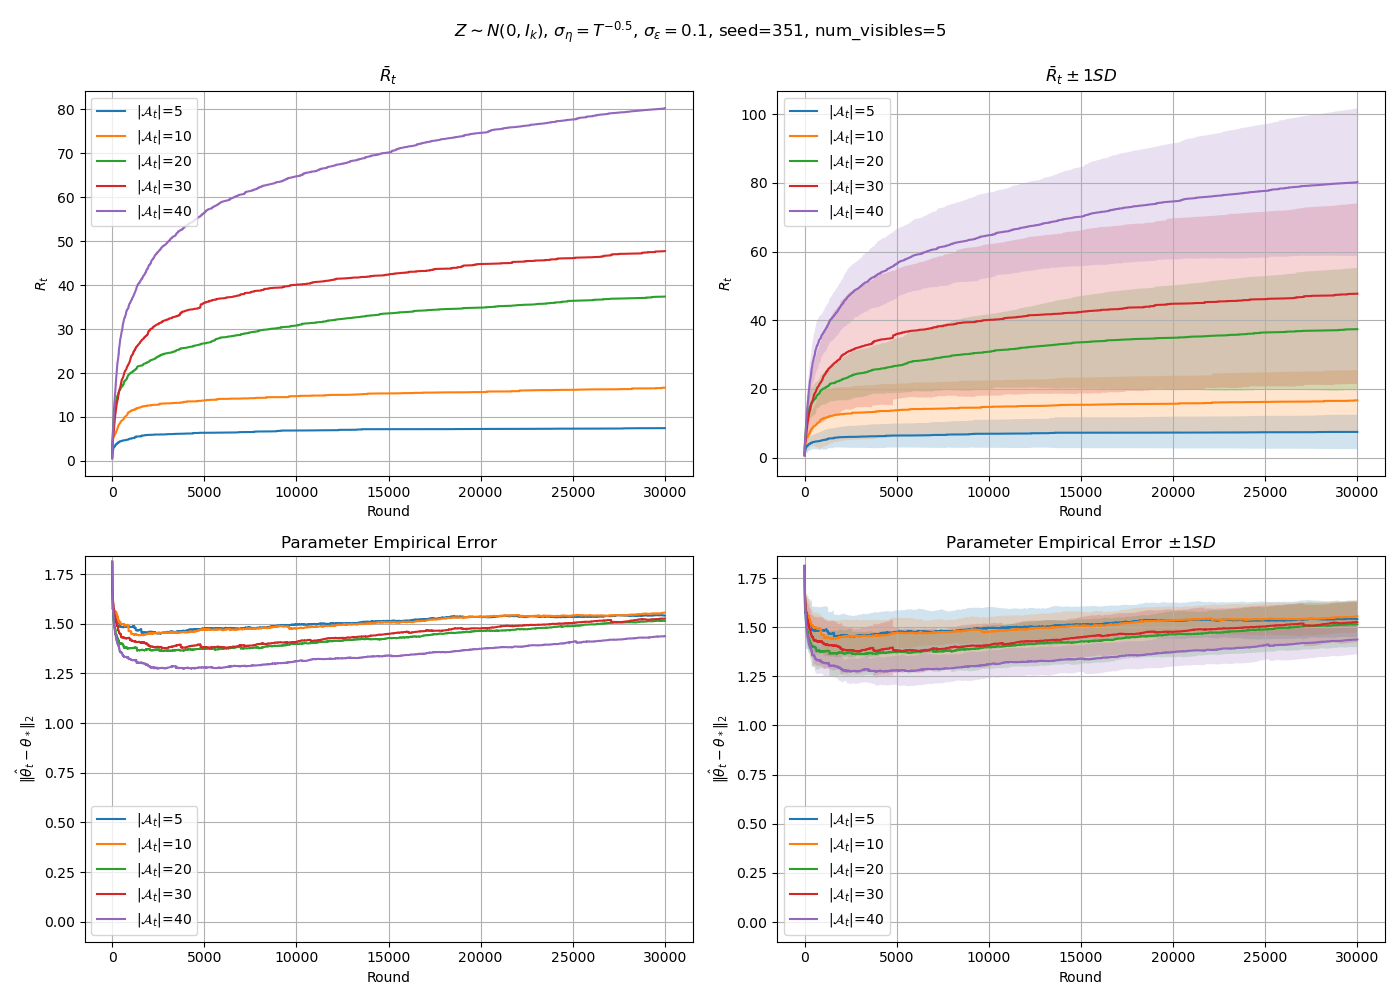 Z ∼ N(0, I_k), σ_η = T^{−0.5}, σ_ε = 0.1, seed=351, num_visibles=5
R̄_t
R_t
80
70
60
50
40
30
20
10
0
|𝒜_t|=5
|𝒜_t|=10
|𝒜_t|=20
|𝒜_t|=30
|𝒜_t|=40
0 5000 10000 15000 20000 25000 30000
Round
R̄_t ± 1SD
R_t
100
80
60
40
20
0
|𝒜_t|=5
|𝒜_t|=10
|𝒜_t|=20
|𝒜_t|=30
|𝒜_t|=40
0 5000 10000 15000 20000 25000 30000
Round
Parameter Empirical Error
‖θ̂_t − θ_*‖₂
1.75
1.50
1.25
1.00
0.75
0.50
0.25
0.00
|𝒜_t|=5
|𝒜_t|=10
|𝒜_t|=20
|𝒜_t|=30
|𝒜_t|=40
0 5000 10000 15000 20000 25000 30000
Round
Parameter Empirical Error ±1SD
‖θ̂_t − θ_*‖₂
1.75
1.50
1.25
1.00
0.75
0.50
0.25
0.00
|𝒜_t|=5
|𝒜_t|=10
|𝒜_t|=20
|𝒜_t|=30
|𝒜_t|=40
0 5000 10000 15000 20000 25000 30000
Round